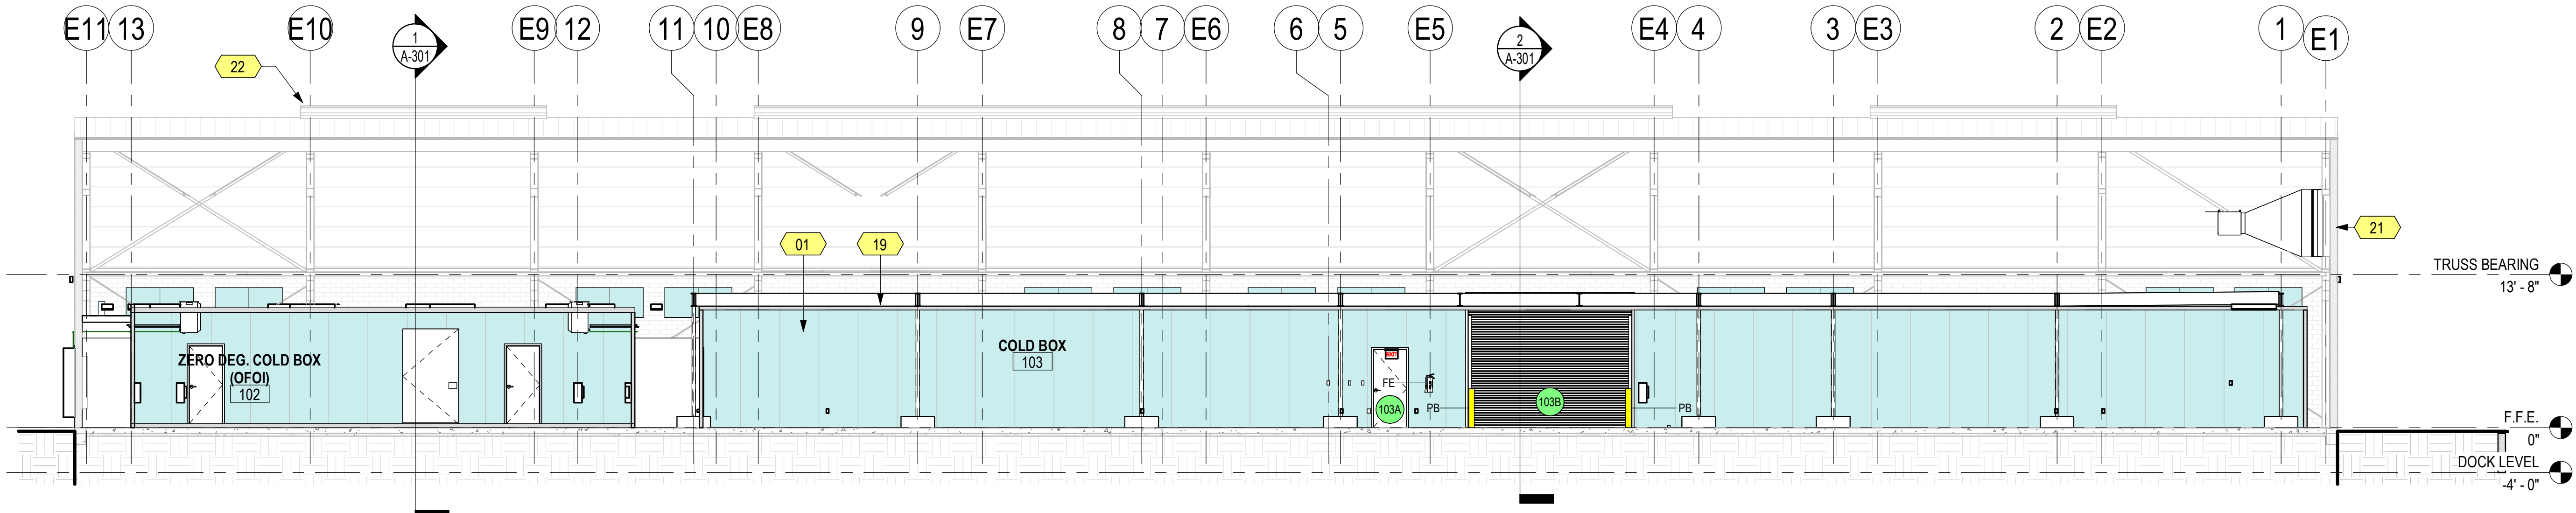 E11 13 E10 E9 12 11 10 E8 9 E7 8 7 E6 6 5 E5 E4 4 3 E3 2 E2 1 E1
1
A-301
2
A-301
22
01
19
21
TRUSS BEARING
13' - 8"
ZERO DEG. COLD BOX
(OFOI)
102
COLD BOX
103
EXIT
FE
103A
PB
103B
PB
F.F.E.
0"
DOCK LEVEL
-4' - 0"